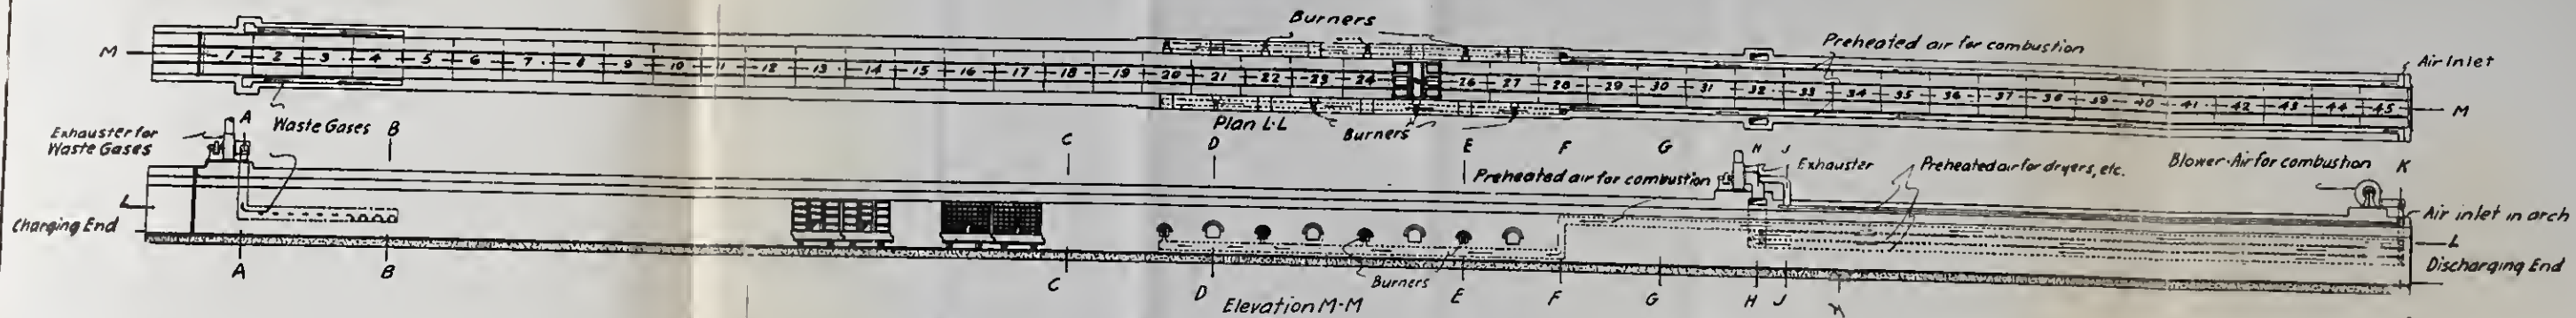 Burners
Preheated air for combustion
Air Inlet
M 1 2 3 4 5 6 7 8 9 10 11 12 13 14 15 16 17 18 19 20 21 22 23 24 26 27 28 29 30 31 32 33 34 35 36 37 38 39 40 41 42 43 44 45 M
Plan L-L
Burners
Exhauster for
Waste Gases
A
Waste Gases
B
C
D
E
F
G
H
J
Exhauster
Preheated air for combustion
Preheated air for dryers, etc.
Blower-Air for combustion
K
L
Charging End
Air inlet in arch
L
Discharging End
A
B
C
D
Burners
E
F
G
H
J
Elevation M-M